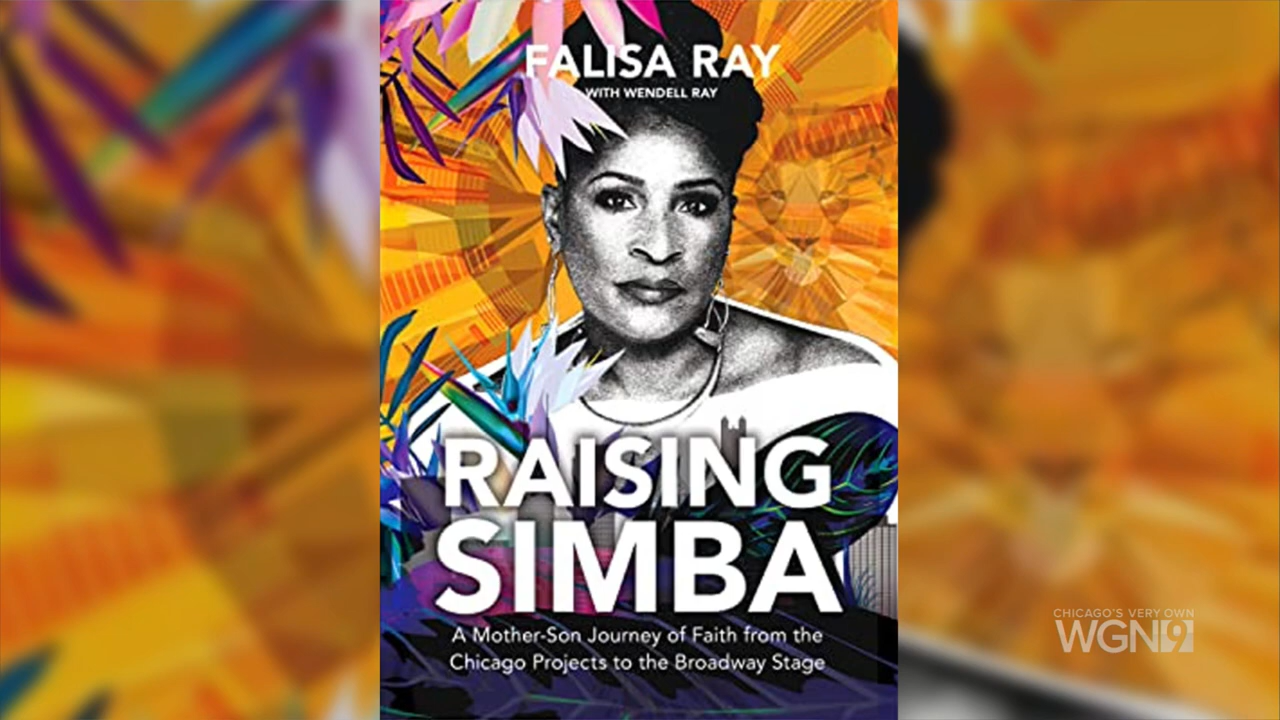 FALISA RAY
WITH WENDELL RAY
RAISING
SIMBA
A Mother-Son Journey of Faith from the
Chicago Projects to the Broadway Stage
CHICAGO'S VERY OWN
WGN9